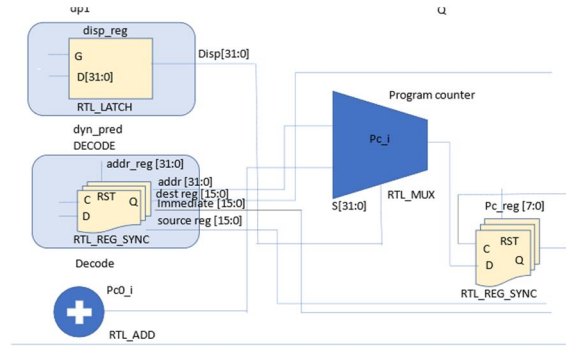 up1
Q
disp_reg
G
D[31:0]
Disp[31:0]
RTL_LATCH
Program counter
dyn_pred
DECODE
Pc_i
addr_reg [31:0]
addr [31:0]
dest reg [15:0]
Immediate [15:0]
source reg [15:0]
C RST Q
D
RTL_REG_SYNC
RTL_MUX
S[31:0]
Pc_reg [7:0]
C RST
D Q
RTL_REG_SYNC
Decode
Pc0_i
RTL_ADD